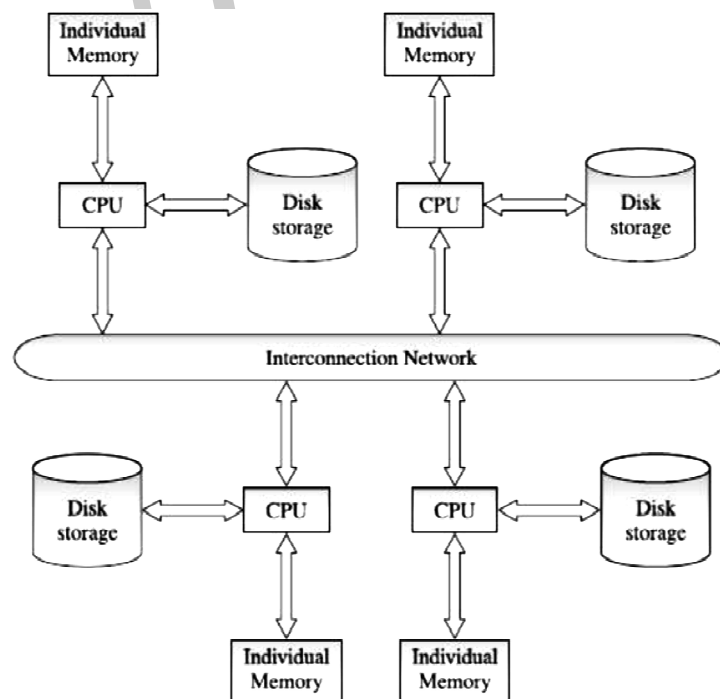 Individual
Memory
Individual
Memory
CPU
Disk
storage
CPU
Disk
storage
Interconnection Network
Disk
storage
CPU
CPU
Disk
storage
Individual
Memory
Individual
Memory